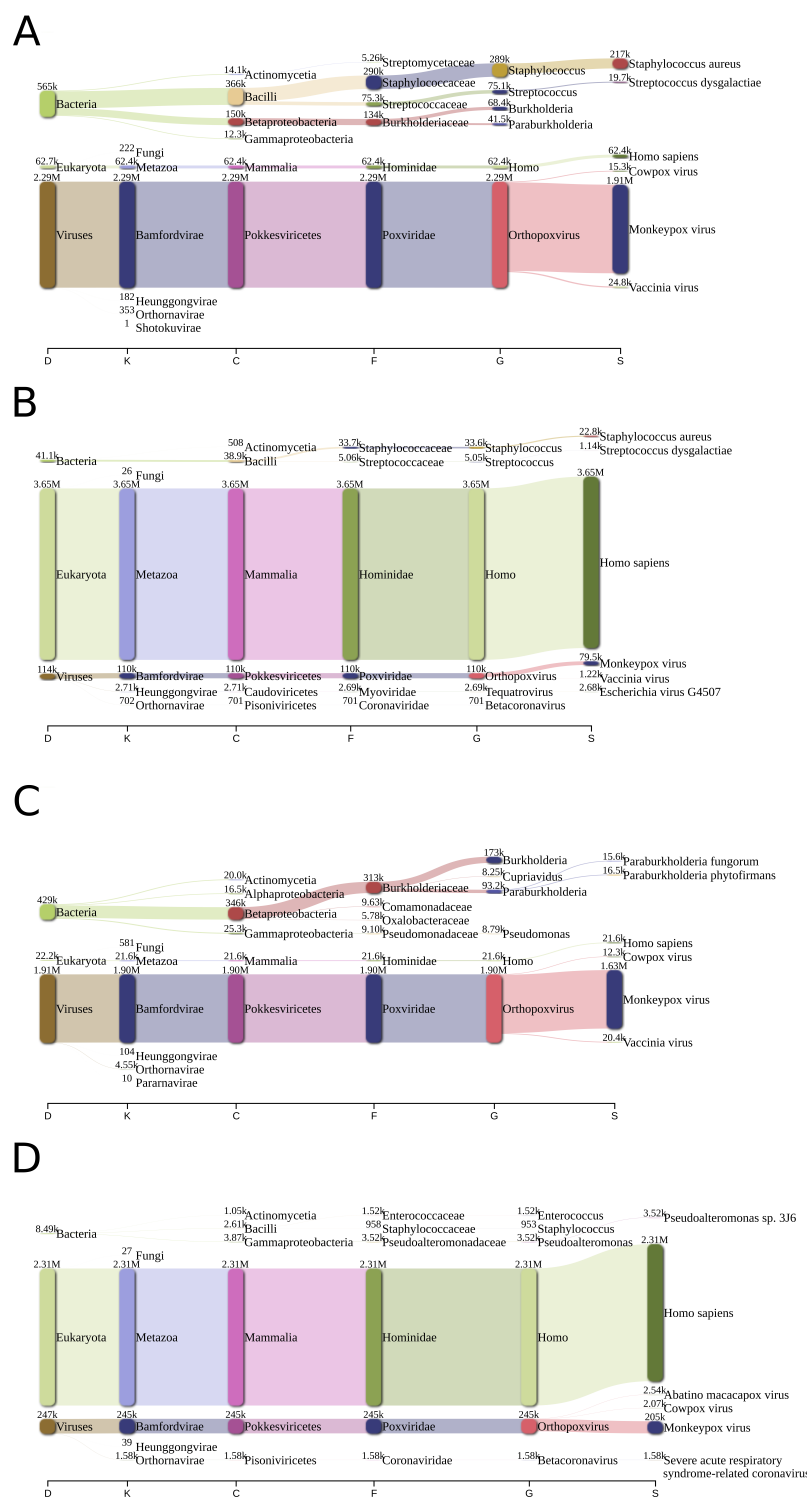 A
5.26k Streptomycetaceae
289k
217k
14.1k Actinomycetia
290k
Staphylococcus
Staphylococcus aureus
565k
366k
Staphylococcaceae
75.1k
19.7k Streptococcus dysgalactiae
Bacteria
Bacilli
75.3k Streptococcaceae
Streptococcus
150k
134k
68.4k Burkholderia
Betaproteobacteria
Burkholderiaceae
41.5k Paraburkholderia
12.3k Gammaproteobacteria
222 Fungi
62.7k Eukaryota
62.4k Metazoa
62.4k Mammalia
62.4k Hominidae
62.4k Homo
62.4k Homo sapiens
15.3k Cowpox virus
2.29M
2.29M
2.29M
2.29M
2.29M
1.91M
Viruses
Bamfordvirae
Pokkesviricetes
Poxviridae
Orthopoxvirus
Monkeypox virus
24.8k Vaccinia virus
182 Heunggongvirae
353 Orthornavirae
1 Shotokuvirae
D K C F G S
B
508 Actinomycetia
33.7k Staphylococcaceae
33.6k Staphylococcus
22.8k Staphylococcus aureus
41.1k Bacteria
38.9k Bacilli
5.06k Streptococcaceae
5.05k Streptococcus
1.14k Streptococcus dysgalactiae
26 Fungi
3.65M
3.65M
3.65M
3.65M
3.65M
3.65M
Eukaryota
Metazoa
Mammalia
Hominidae
Homo
Homo sapiens
114k Viruses
110k Bamfordvirae
110k Pokkesviricetes
110k Poxviridae
110k Orthopoxvirus
79.5k Monkeypox virus
2.71k Heunggongvirae
2.71k Caudoviricetes
2.69k Myoviridae
2.69k Tequatrovirus
1.22k Vaccinia virus
702 Orthornavirae
701 Pisoniviricetes
701 Coronaviridae
701 Betacoronavirus
2.68k Escherichia virus G4507
D K C F G S
C
173k
Burkholderia
15.6k Paraburkholderia fungorum
20.0k Actinomycetia
313k
8.25k Cupriavidus
16.5k Paraburkholderia phytofirmans
16.5k Alphaproteobacteria
Burkholderiaceae
93.2k Paraburkholderia
429k
346k
9.63k Comamonadaceae
Bacteria
Betaproteobacteria
5.78k Oxalobacteraceae
25.3k Gammaproteobacteria
9.10k Pseudomonadaceae
8.79k Pseudomonas
581 Fungi
21.6k Homo sapiens
22.2k Eukaryota
21.6k Metazoa
21.6k Mammalia
21.6k Hominidae
21.6k Homo
12.3k Cowpox virus
1.91M
1.90M
1.90M
1.90M
1.90M
1.63M
Viruses
Bamfordvirae
Pokkesviricetes
Poxviridae
Orthopoxvirus
Monkeypox virus
20.4k Vaccinia virus
104 Heunggongvirae
4.55k Orthornavirae
10 Pararnavirae
D K C F G S
D
1.05k Actinomycetia
1.52k Enterococcaceae
1.52k Enterococcus
3.52k Pseudoalteromonas sp. 3J6
8.49k Bacteria
2.61k Bacilli
958 Staphylococcaceae
953 Staphylococcus
3.87k Gammaproteobacteria
3.52k Pseudoalteromonadaceae
3.52k Pseudoalteromonas
27 Fungi
2.31M
2.31M
2.31M
2.31M
2.31M
2.31M
Eukaryota
Metazoa
Mammalia
Hominidae
Homo
Homo sapiens
2.54k Abatino macacapox virus
2.07k Cowpox virus
247k Viruses
245k Bamfordvirae
245k Pokkesviricetes
245k Poxviridae
245k Orthopoxvirus
205k Monkeypox virus
39 Heunggongvirae
1.58k Orthornavirae
1.58k Pisoniviricetes
1.58k Coronaviridae
1.58k Betacoronavirus
1.58k Severe acute respiratory
syndrome-related coronavirus
D K C F G S